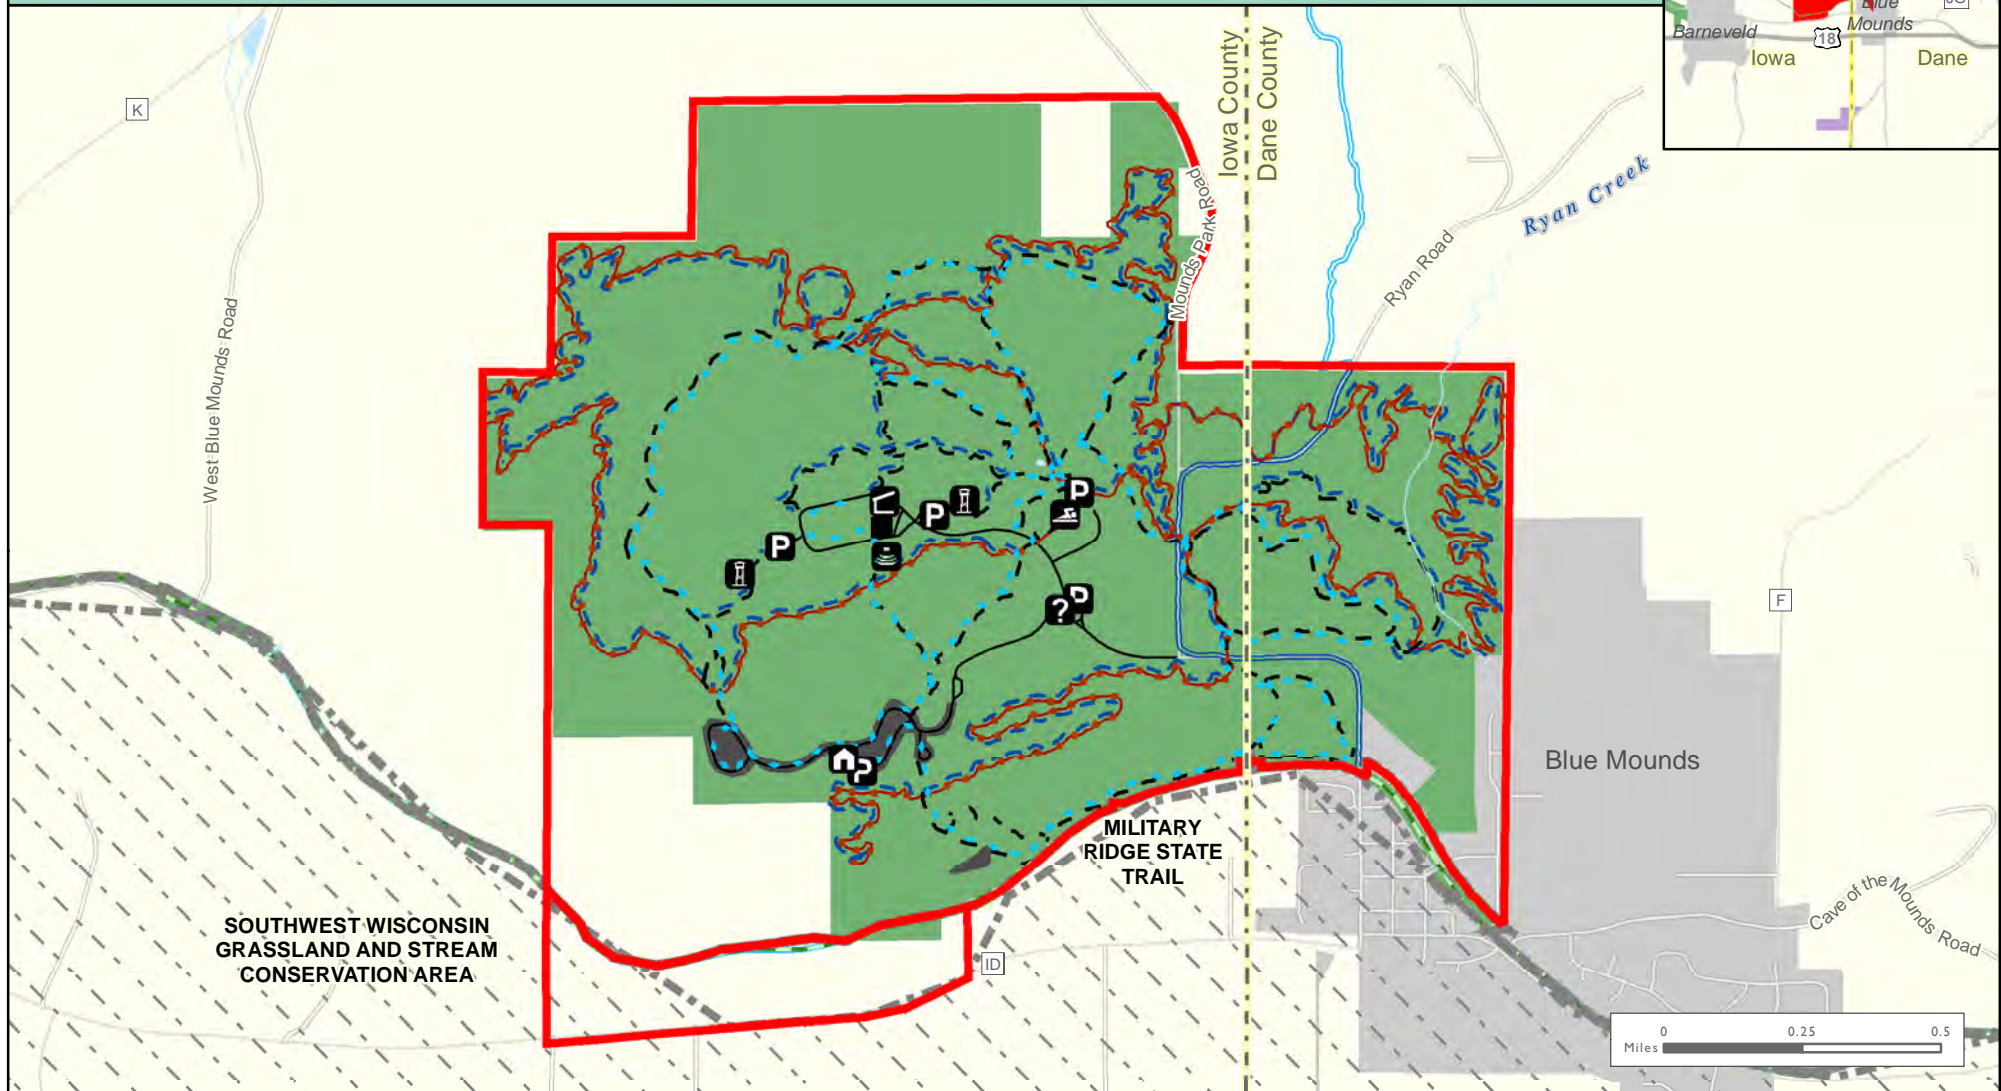 Blue
Mounds
JG
Barneveld
18
Iowa
Dane
K
Iowa County
Dane County
Mounds Park Road
Ryan Creek
Ryan Road
West Blue Mounds Road
P
P
P
P
?
P
F
Blue Mounds
MILITARY
RIDGE STATE
TRAIL
SOUTHWEST WISCONSIN
GRASSLAND AND STREAM
CONSERVATION AREA
ID
Cave of the Mounds Road
0 0.25 0.5
Miles